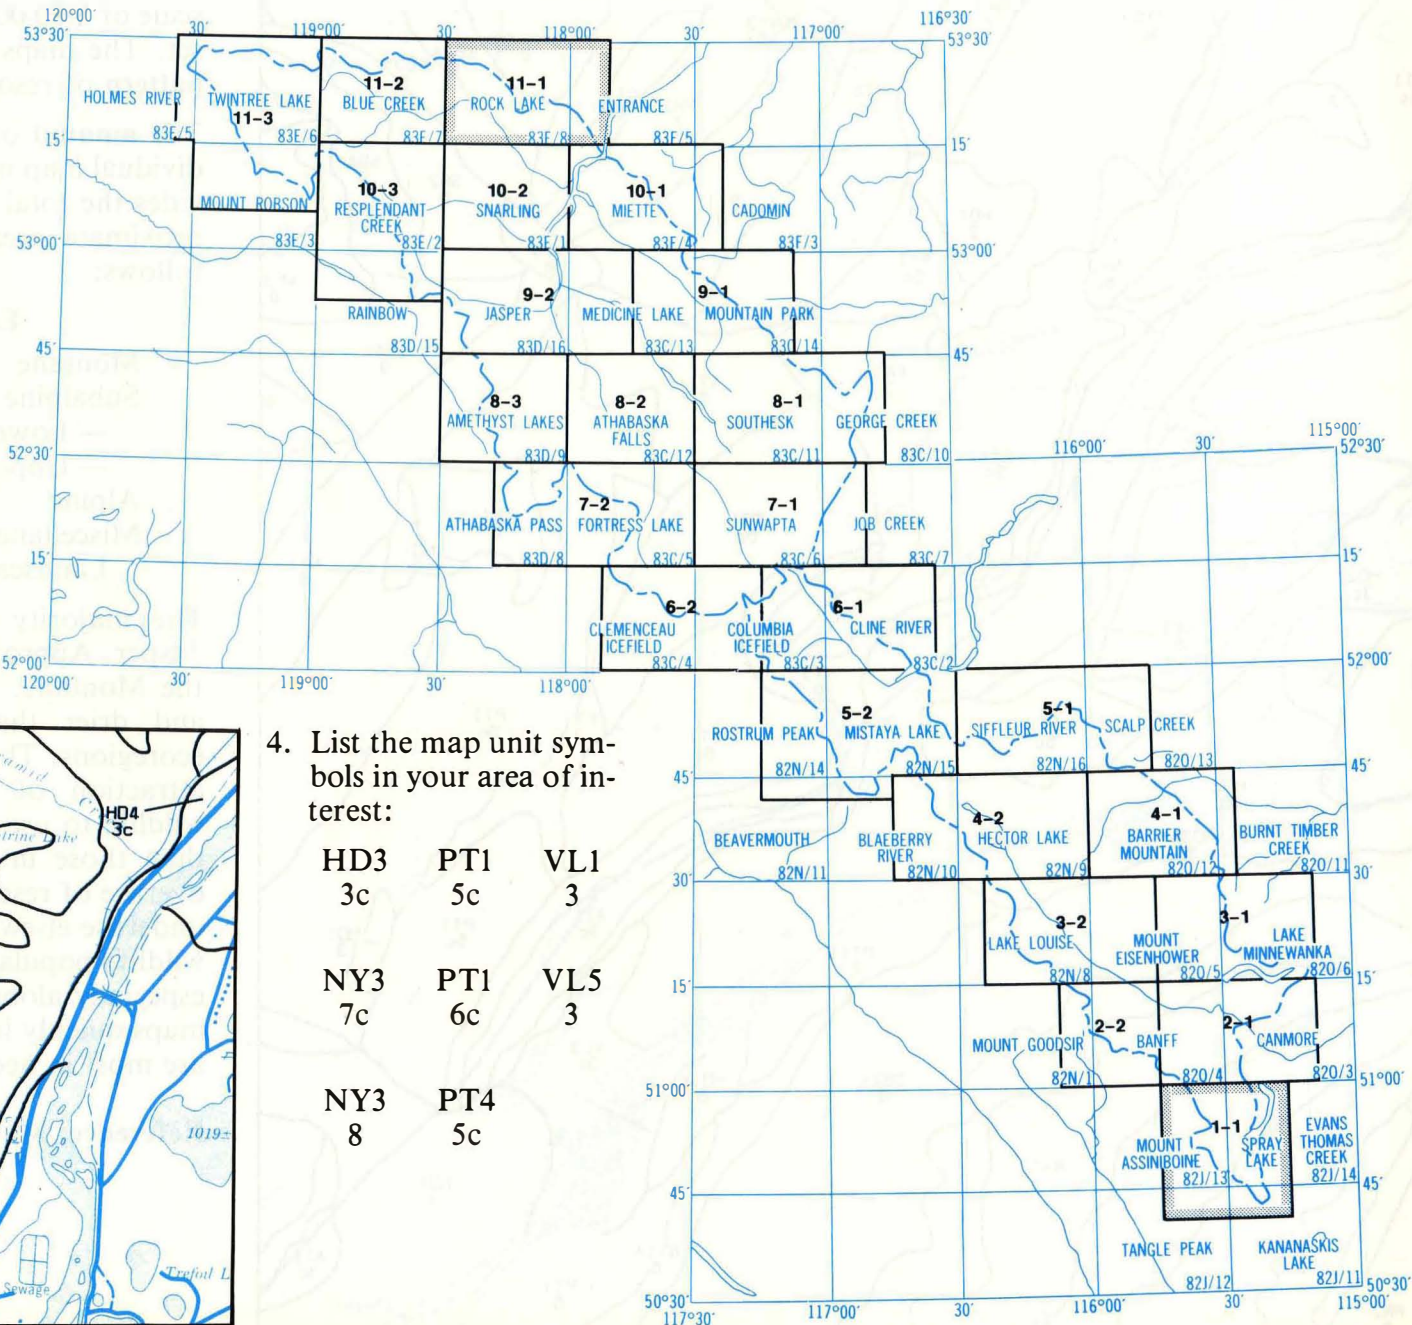 120°00′ 30′ 119°00′ 30′ 118°00′ 30′ 117°00′ 116°30′
53°30′ 53°30′
11-2 11-1
HOLMES RIVER TWINTREE LAKE BLUE CREEK ROCK LAKE ENTRANCE
11-3
83E/5 83E/6 83F/7 83F/8 83F/5
15′ 15′
10-3 10-2 10-1
MOUNT ROBSON RESPLENDANT SNARLING MIETTE CADOMIN
CREEK
83E/3 83E/2 83E/1 83F/4 83F/3
53°00′ 53°00′
9-2 9-1
RAINBOW JASPER MEDICINE LAKE MOUNTAIN PARK
83D/15 83D/16 83C/13 83C/14
45′ 45′
8-3 8-2 8-1
AMETHYST LAKES ATHABASKA SOUTHESK GEORGE CREEK
FALLS
83D/9 83C/12 83C/11 83C/10
52°30′ 116°00′ 30′ 115°00′
52°30′
7-2 7-1
ATHABASKA PASS FORTRESS LAKE SUNWAPTA JOB CREEK
83D/8 83C/5 83C/6 83C/7
15′ 15′
6-2 6-1
CLEMENCEAU COLUMBIA CLINE RIVER
ICEFIELD ICEFIELD
83C/4 83C/3 83C/2
52°00′ 52°00′
120°00′ 30′ 119°00′ 30′ 118°00′
5-2 5-1
ROSTRUM PEAK MISTAYA LAKE SIFFLEUR RIVER SCALP CREEK
82N/14 82N/15 82N/16 82O/13
45′ 45′
4-2 4-1
BEAVERMOUTH BLAEBERRY HECTOR LAKE BARRIER BURNT TIMBER
RIVER MOUNTAIN CREEK
82N/11 82N/10 82N/9 82O/12 82O/11
30′ 30′
3-2 3-1
LAKE LOUISE MOUNT LAKE
EISENHOWER MINNEWANKA
82N/8 82O/5 82O/6
15′ 15′
2-2 2-1
MOUNT GOODSIR BANFF CANMORE
82N/1 82O/4 82O/3
51°00′ 51°00′
1-1
MOUNT SPRAY EVANS
ASSINIBOINE LAKE THOMAS
CREEK
82J/13 82J/14
45′ 45′
TANGLE PEAK KANANASKIS
LAKE
82J/12 82J/11
50°30′ 50°30′
117°30′ 117°00′ 30′ 116°00′ 30′ 115°00′
HD4
3c
Lake
1019±
Sewage
Trefoil L
4. List the map unit sym-
bols in your area of in-
terest:
HD3 PT1 VL1
3c 5c 3
NY3 PT1 VL5
7c 6c 3
NY3 PT4
8 5c